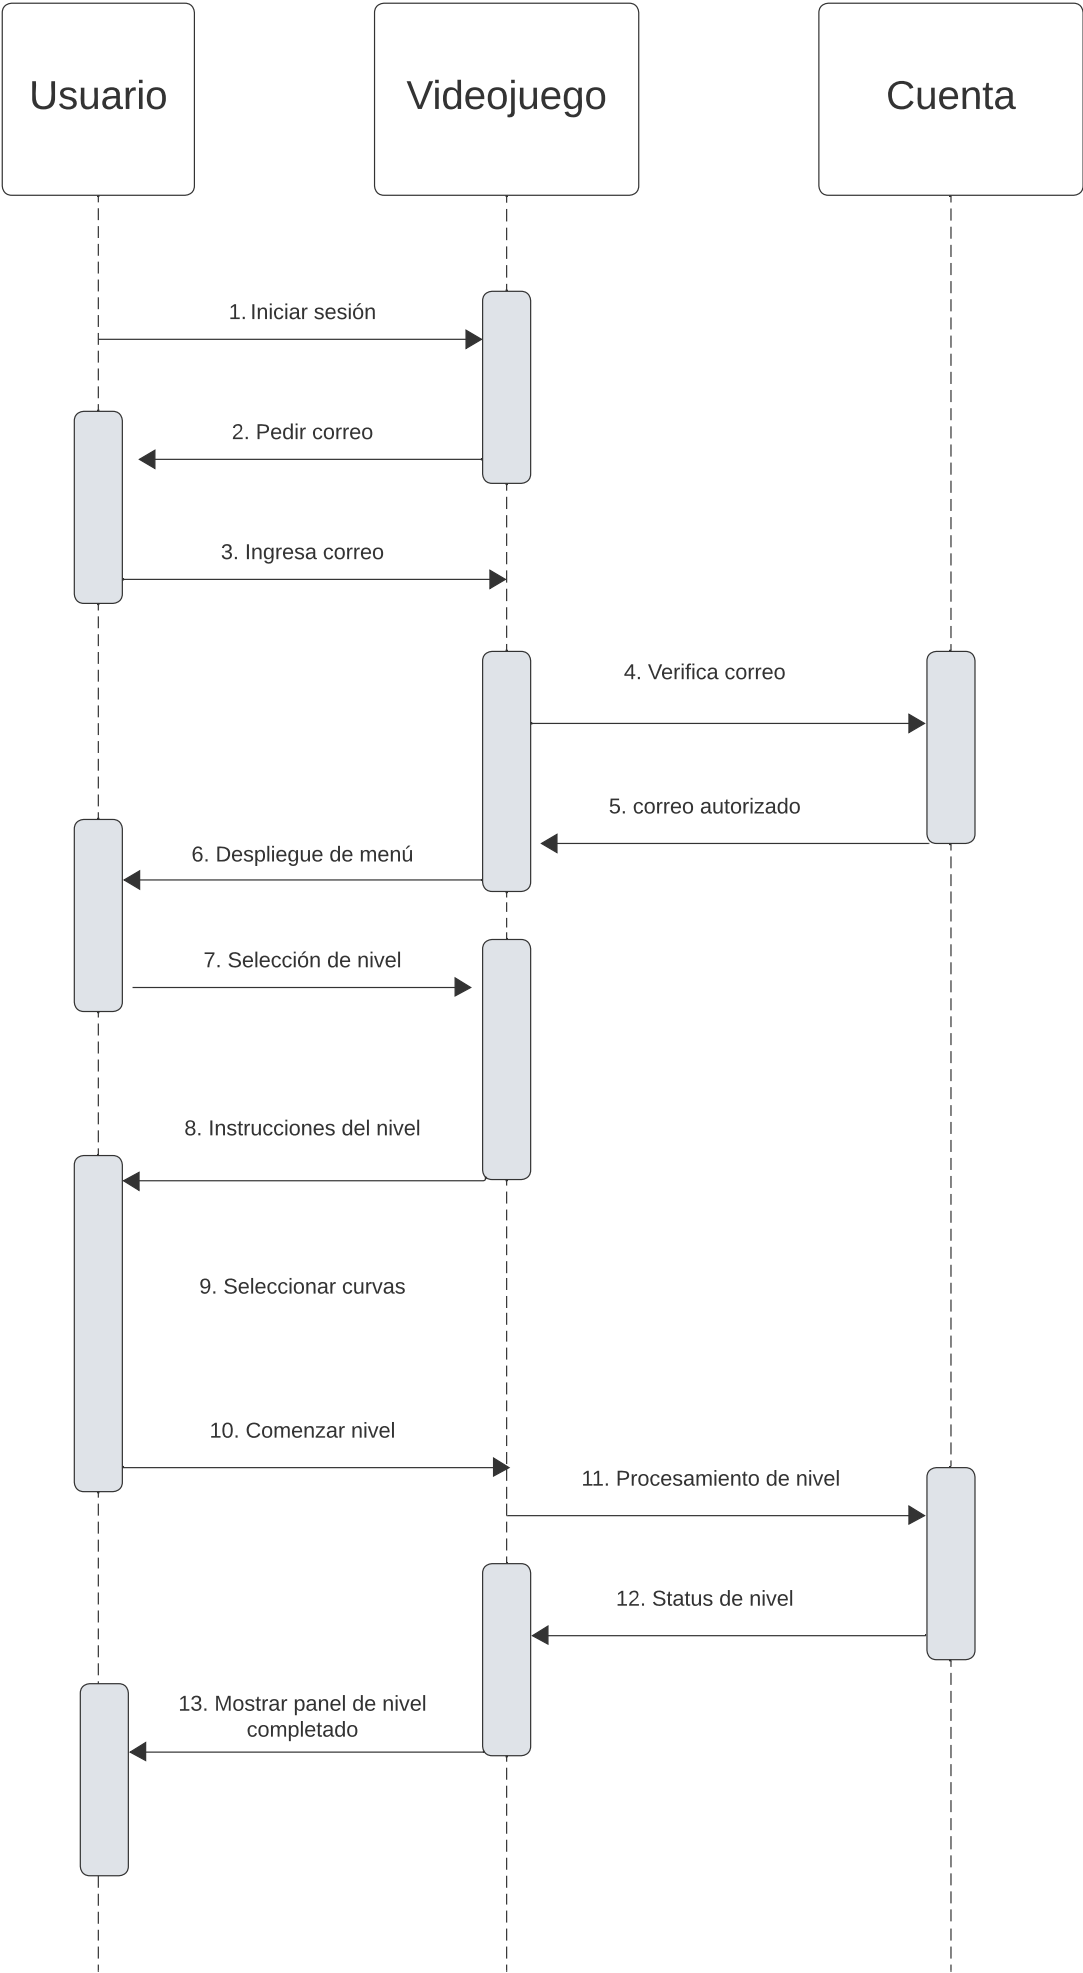 Usuario
Videojuego
Cuenta
1. Iniciar sesión
2. Pedir correo
3. Ingresa correo
4. Verifica correo
5. correo autorizado
6. Despliegue de menú
7. Selección de nivel
8. Instrucciones del nivel
9. Seleccionar curvas
10. Comenzar nivel
11. Procesamiento de nivel
12. Status de nivel
13. Mostrar panel de nivel
completado